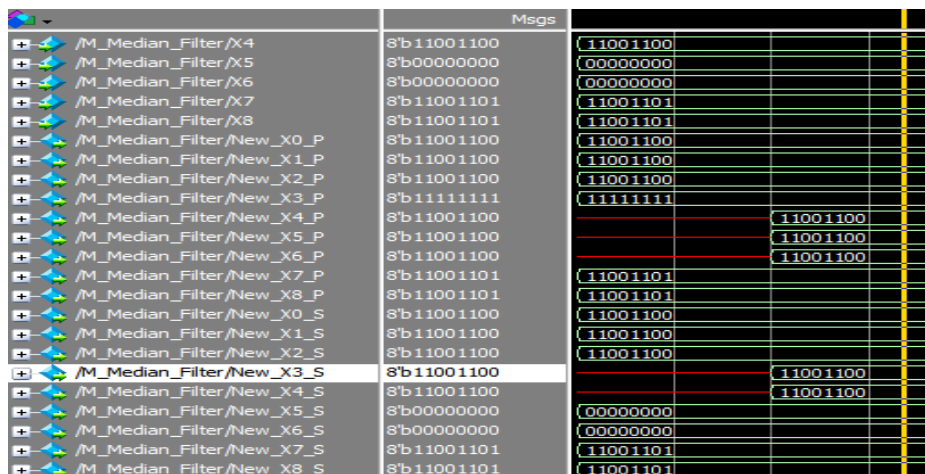 Msgs
/M_Median_Filter/X4 8'b11001100 11001100
/M_Median_Filter/X5 8'b00000000 00000000
/M_Median_Filter/X6 8'b00000000 00000000
/M_Median_Filter/X7 8'b11001101 11001101
/M_Median_Filter/X8 8'b11001101 11001101
/M_Median_Filter/New_X0_P 8'b11001100 11001100
/M_Median_Filter/New_X1_P 8'b11001100 11001100
/M_Median_Filter/New_X2_P 8'b11001100 11001100
/M_Median_Filter/New_X3_P 8'b11111111 11111111
/M_Median_Filter/New_X4_P 8'b11001100 11001100
/M_Median_Filter/New_X5_P 8'b11001100 11001100
/M_Median_Filter/New_X6_P 8'b11001100 11001100
/M_Median_Filter/New_X7_P 8'b11001101 11001101
/M_Median_Filter/New_X8_P 8'b11001101 11001101
/M_Median_Filter/New_X0_S 8'b11001100 11001100
/M_Median_Filter/New_X1_S 8'b11001100 11001100
/M_Median_Filter/New_X2_S 8'b11001100 11001100
/M_Median_Filter/New_X3_S 8'b11001100 11001100
/M_Median_Filter/New_X4_S 8'b11001100 11001100
/M_Median_Filter/New_X5_S 8'b00000000 00000000
/M_Median_Filter/New_X6_S 8'b00000000 00000000
/M_Median_Filter/New_X7_S 8'b11001101 11001101
/M_Median_Filter/New_X8_S 8'b11001101 11001101